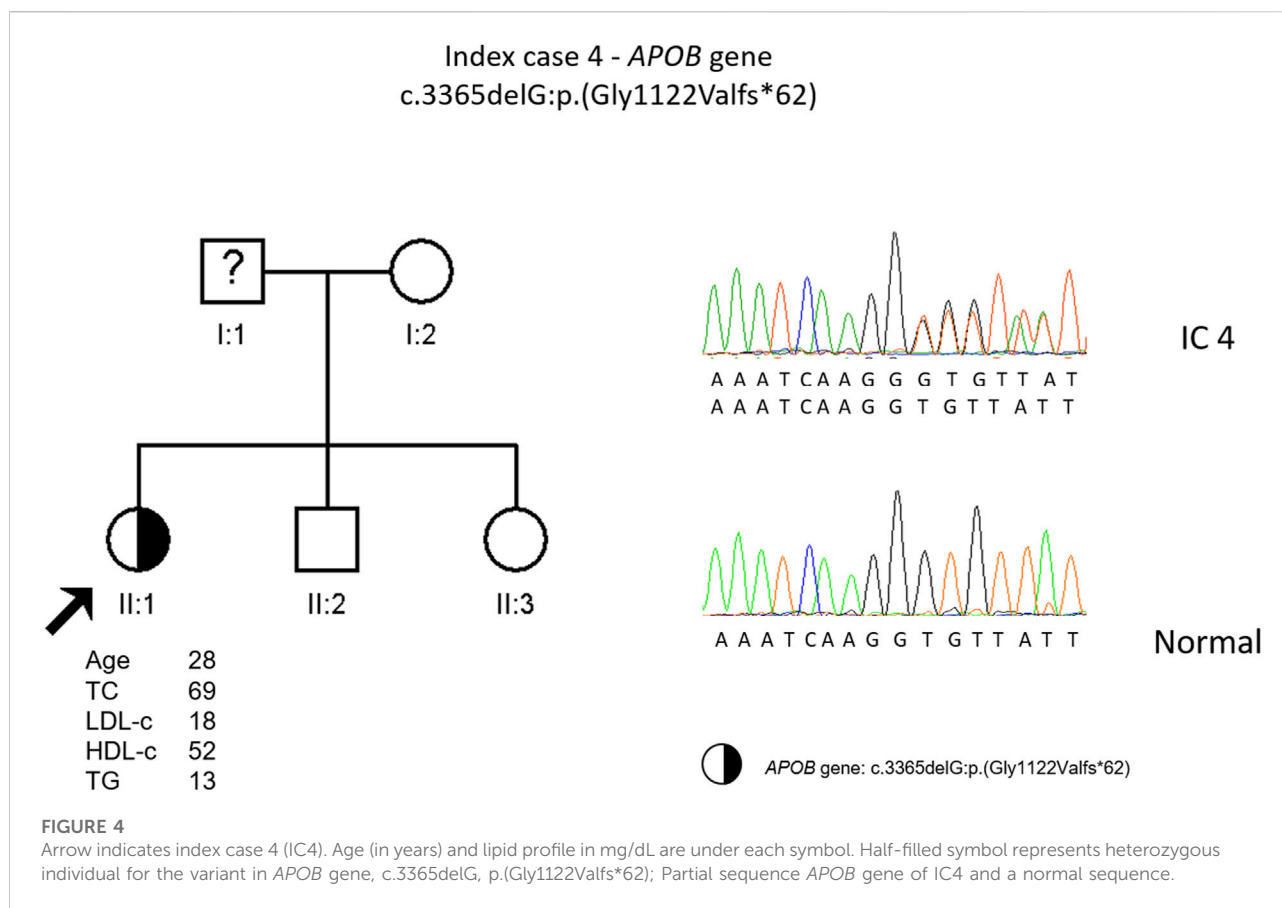 Index case 4 - APOB gene
c.3365delG:p.(Gly1122Valfs*62)
?
I:1 I:2
II:1 II:2 II:3
Age 28
TC 69
LDL-c 18
HDL-c 52
TG 13
IC 4
A A A T C A A G G G T G T T A T
A A A T C A A G G T G T T A T T
Normal
A A A T C A A G G T G T T A T T
APOB gene: c.3365delG:p.(Gly1122Valfs*62)
FIGURE 4
Arrow indicates index case 4 (IC4). Age (in years) and lipid profile in mg/dL are under each symbol. Half-filled symbol represents heterozygous
individual for the variant in APOB gene, c.3365delG, p.(Gly1122Valfs*62); Partial sequence APOB gene of IC4 and a normal sequence.